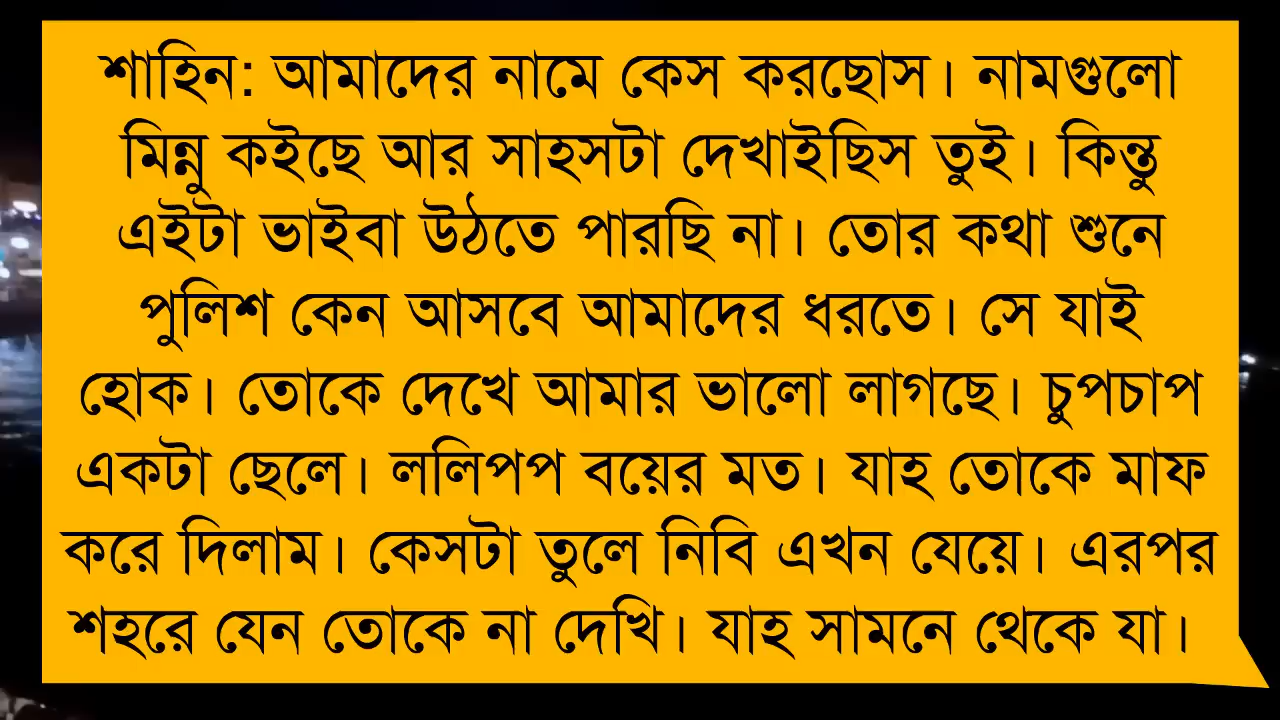 শাহিন: আমাদের নামে কেস করছোস। নামগুলো
মিন্নু কইছে আর সাহসটা দেখাইছিস তুই। কিন্তু
এইটা ভাইবা উঠতে পারছি না। তোর কথা শুনে
পুলিশ কেন আসবে আমাদের ধরতে। সে যাই
হোক। তোকে দেখে আমার ভালো লাগছে। চুপচাপ
একটা ছেলে। ললিপপ বয়ের মত। যাহ তোকে মাফ
করে দিলাম। কেসটা তুলে নিবি এখন যেয়ে। এরপর
শহরে যেন তোকে না দেখি। যাহ সামনে থেকে যা।